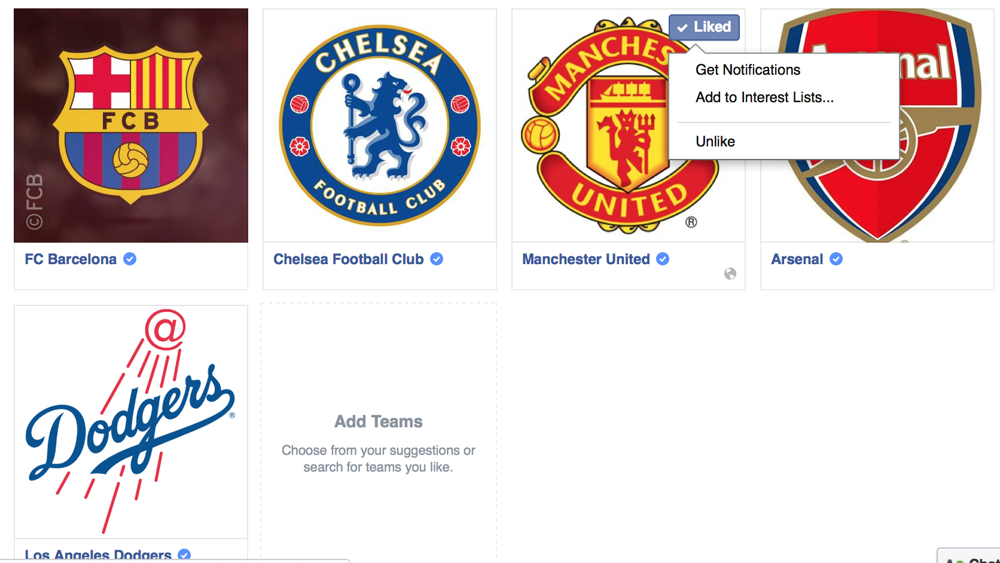 FCB
©FCB
FC Barcelona
CHELSEA
FOOTBALL CLUB
Chelsea Football Club
MANCHES
UNITED
®
Manchester United
Liked
Get Notifications
Add to Interest Lists...
Unlike
Arsenal
@
Dodgers
®
Los Angeles Dodgers
Add Teams
Choose from your suggestions or
search for teams you like.